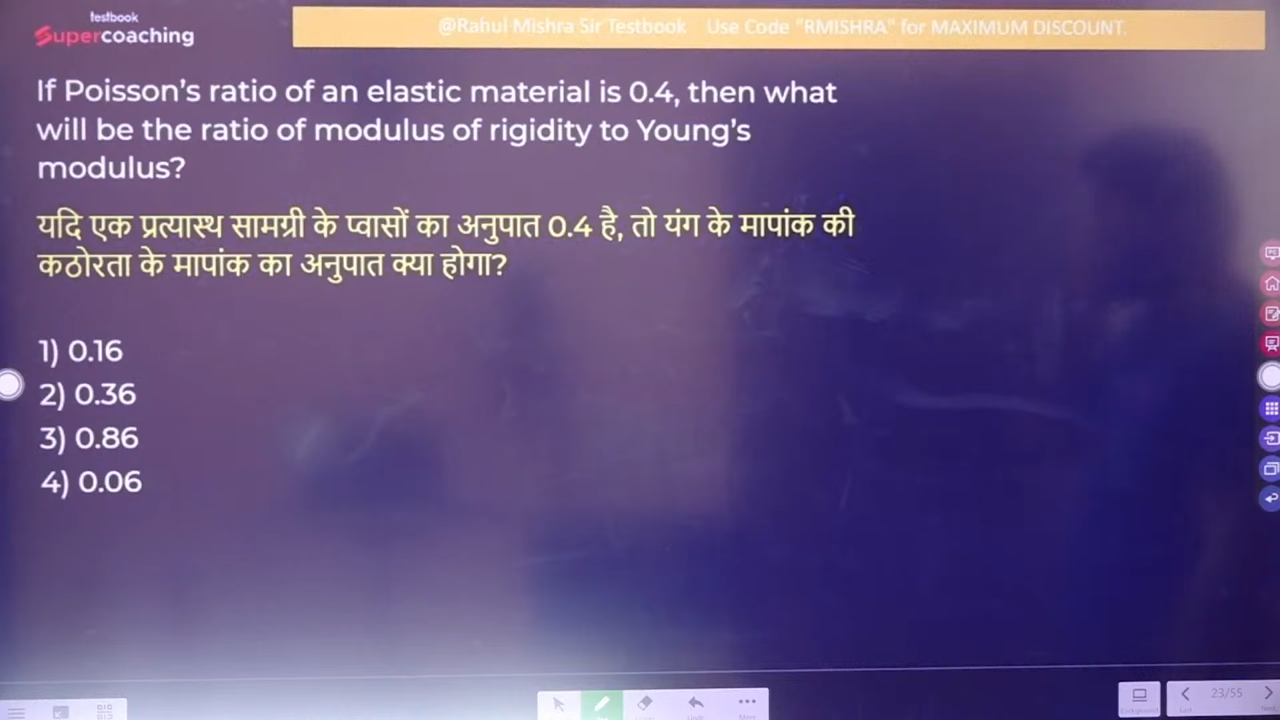 testbook
Supercoaching
@Rahul Mishra Sir Testbook Use Code "RMISHRA" for MAXIMUM DISCOUNT.
If Poisson's ratio of an elastic material is 0.4, then what
will be the ratio of modulus of rigidity to Young's
modulus?
यदि एक प्रत्यास्थ सामग्री के प्वासों का अनुपात 0.4 है, तो यंग के मापांक की
कठोरता के मापांक का अनुपात क्या होगा?
1) 0.16
2) 0.36
3) 0.86
4) 0.06
23/55